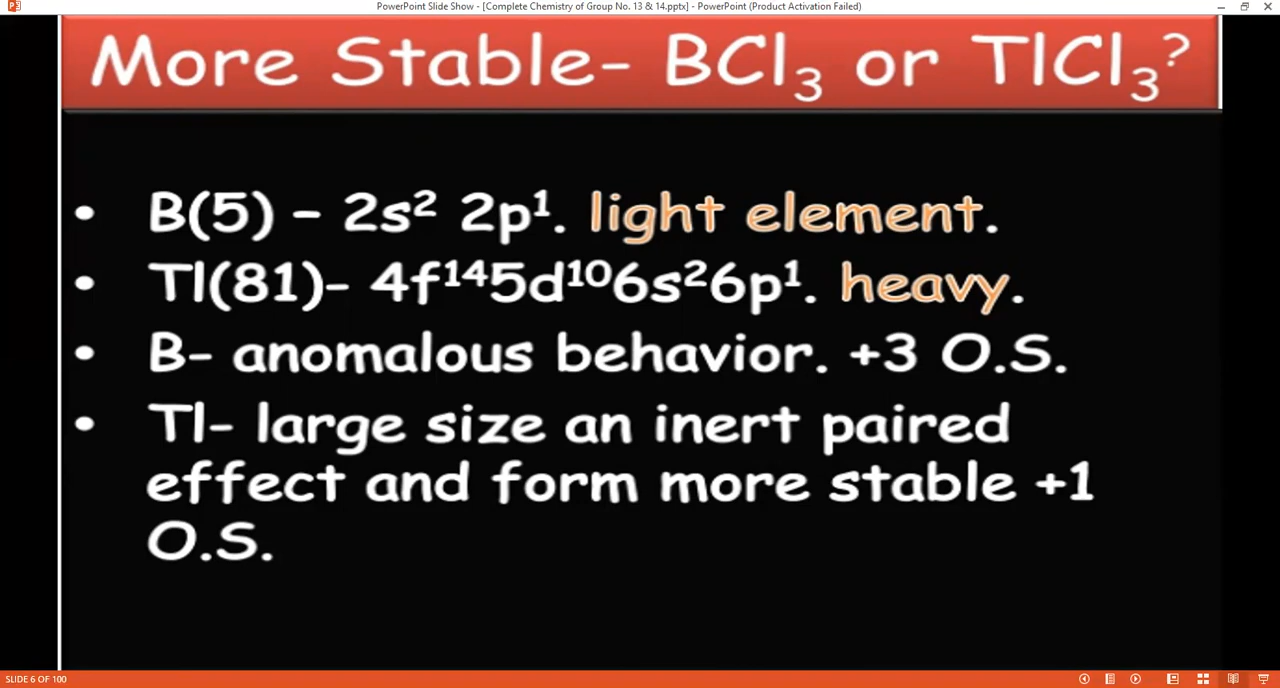 PowerPoint Slide Show - [Complete Chemistry of Group No. 13 & 14.pptx] - PowerPoint (Product Activation Failed)
More Stable- BCl₃ or TlCl₃?
• B(5) – 2s² 2p¹. light element.
• Tl(81)- 4f¹⁴5d¹⁰6s²6p¹. heavy.
• B- anomalous behavior. +3 O.S.
• Tl- large size an inert paired
effect and form more stable +1
O.S.
SLIDE 6 OF 100